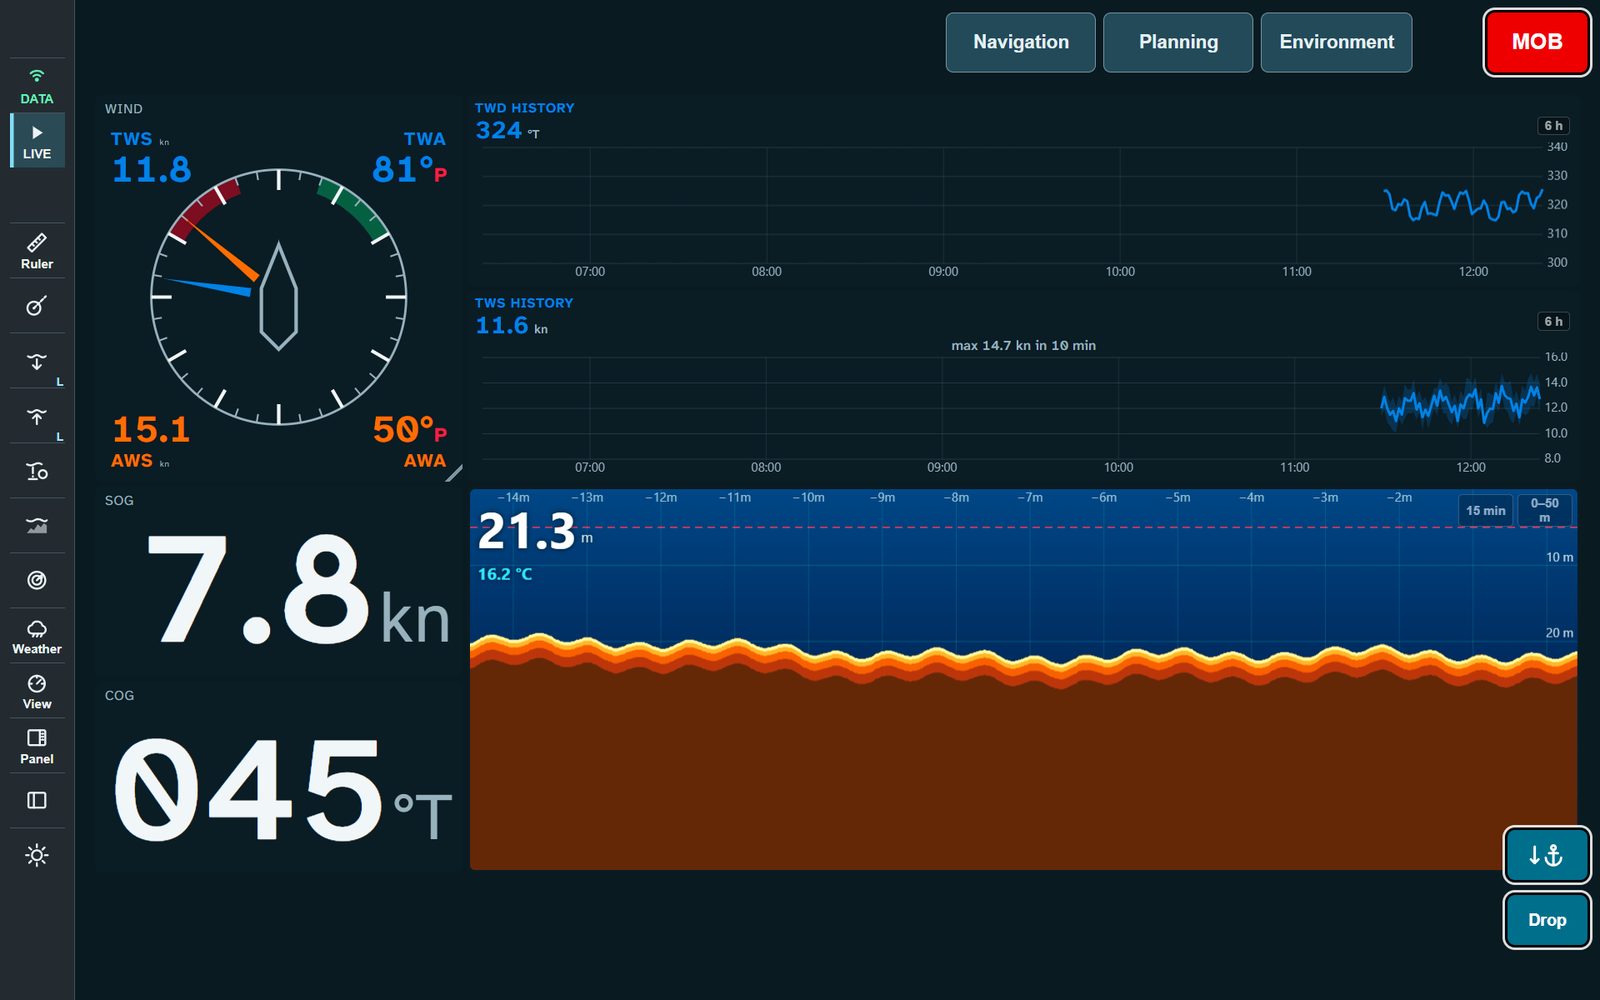 Navigation
Planning
Environment
MOB
DATA
LIVE
Ruler
L
L
Weather
View
Panel
WIND
TWS kn
11.8
TWA
81°P
15.1
AWS kn
50°P
AWA
TWD HISTORY
324 °T
6 h
340
330
320
310
300
07:00 08:00 09:00 10:00 11:00 12:00
TWS HISTORY
11.6 kn
6 h
max 14.7 kn in 10 min
16.0
14.0
12.0
10.0
8.0
07:00 08:00 09:00 10:00 11:00 12:00
SOG
7.8 kn
COG
045 °T
−14m −13m −12m −11m −10m −9m −8m −7m −6m −5m −4m −3m −2m
21.3 m
16.2 °C
15 min
0–50
m
10 m
20 m
Drop